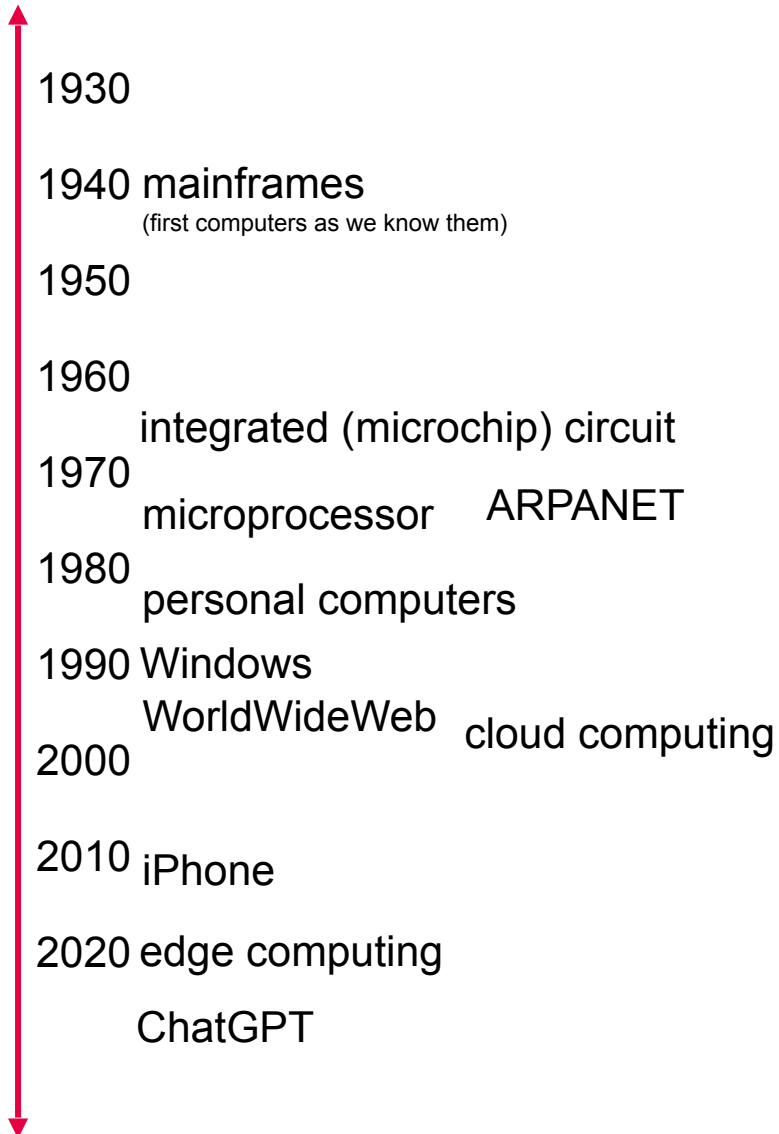 1930
1940 mainframes
(first computers as we know them)
1950
1960
integrated (microchip) circuit
1970
microprocessor ARPANET
1980
personal computers
1990 Windows
WorldWideWeb cloud computing
2000
2010 iPhone
2020 edge computing
ChatGPT